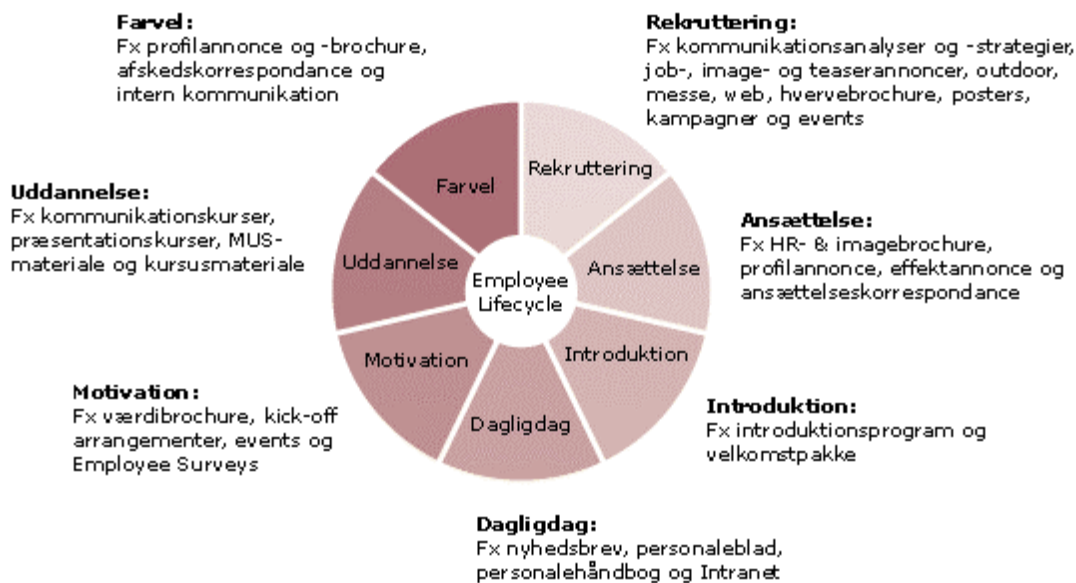 Farvel:
Fx profilannonce og -brochure,
afskedskorrespondance og
intern kommunikation
Rekruttering:
Fx kommunikationsanalyser og -strategier,
job-, image- og teaserannoncer, outdoor,
messe, web, hvervebrochure, posters,
kampagner og events
Uddannelse:
Fx kommunikationskurser,
præsentationskurser, MUS-
materiale og kursusmateriale
Ansættelse:
Fx HR- & imagebrochure,
profilannonce, effektannonce og
ansættelseskorrespondance
Farvel
Rekruttering
Uddannelse
Employee
Lifecycle
Ansættelse
Motivation
Introduktion
Dagligdag
Motivation:
Fx værdibrochure, kick-off
arrangementer, events og
Employee Surveys
Introduktion:
Fx introduktionsprogram og
velkomstpakke
Dagligdag:
Fx nyhedsbrev, personaleblad,
personalehåndbog og Intranet